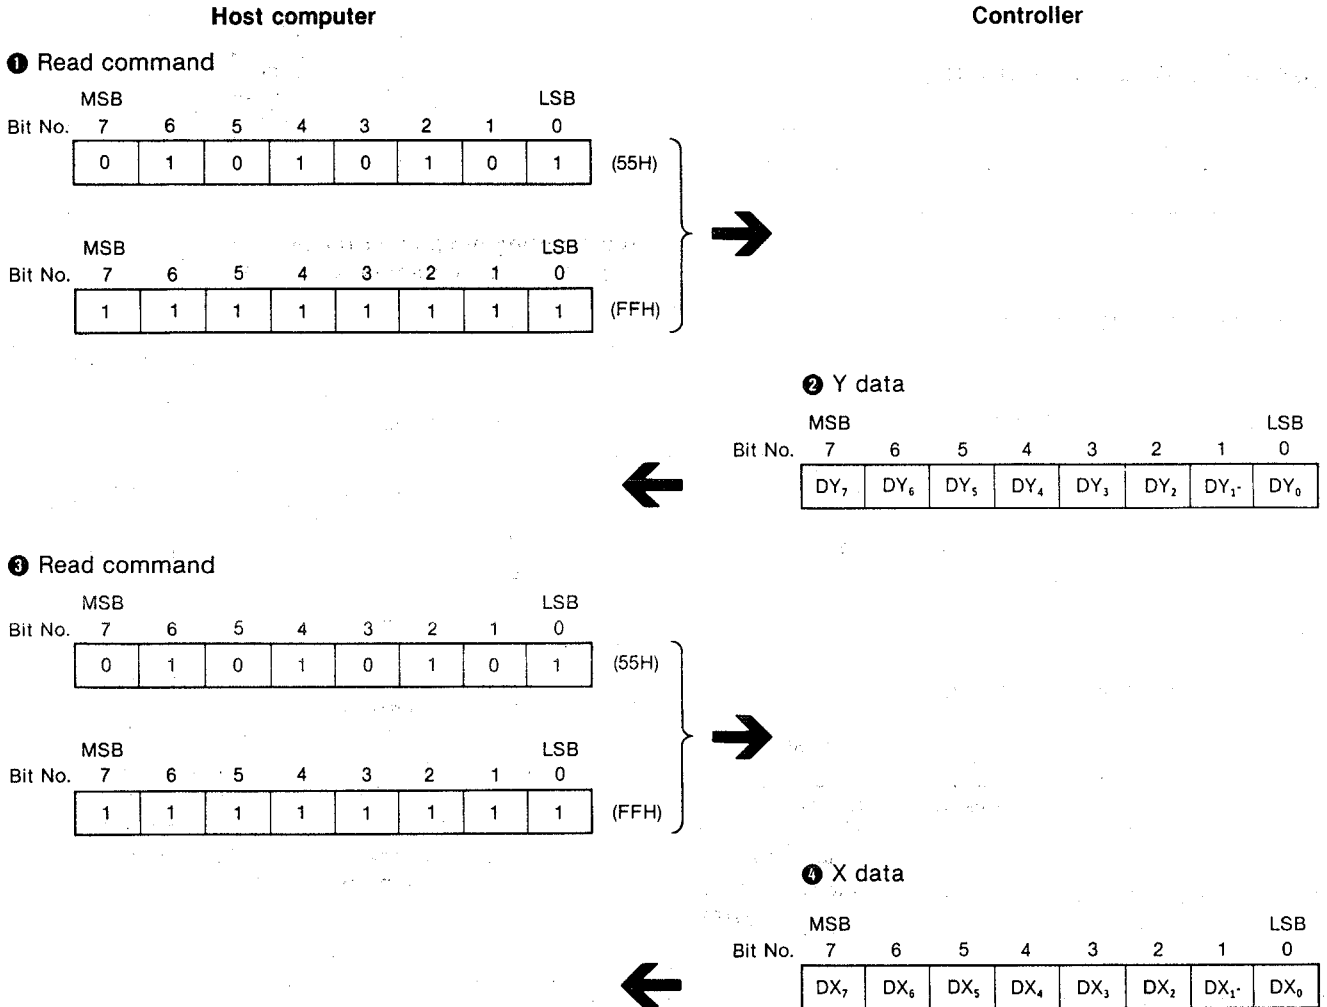 Host computer
Controller
❶ Read command
MSB LSB
Bit No. 7 6 5 4 3 2 1 0
0 1 0 1 0 1 0 1 (55H)
MSB LSB
Bit No. 7 6 5 4 3 2 1 0
1 1 1 1 1 1 1 1 (FFH)
❷ Y data
MSB LSB
Bit No. 7 6 5 4 3 2 1 0
DY₇ DY₆ DY₅ DY₄ DY₃ DY₂ DY₁ DY₀
❸ Read command
MSB LSB
Bit No. 7 6 5 4 3 2 1 0
0 1 0 1 0 1 0 1 (55H)
MSB LSB
Bit No. 7 6 5 4 3 2 1 0
1 1 1 1 1 1 1 1 (FFH)
❹ X data
MSB LSB
Bit No. 7 6 5 4 3 2 1 0
DX₇ DX₆ DX₅ DX₄ DX₃ DX₂ DX₁ DX₀